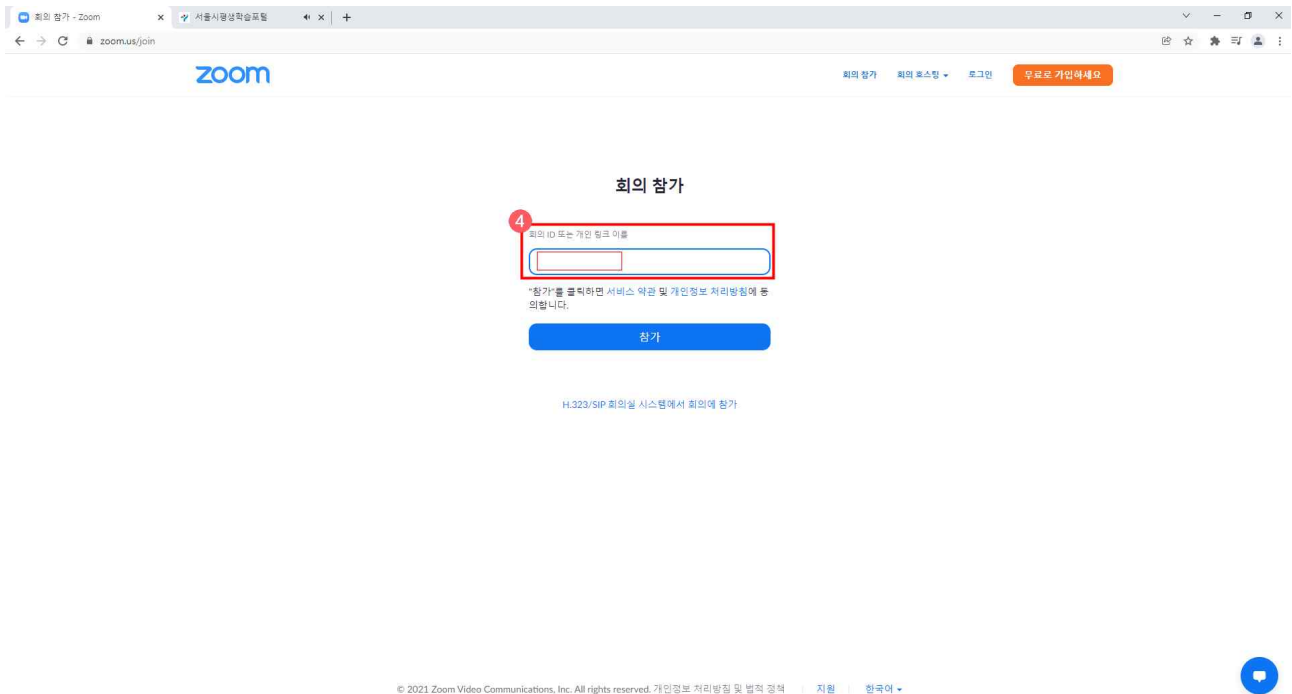 회의 참가 - Zoom
서울시평생학습포털
zoom.us/join
zoom
회의 참가
회의 호스팅
로그인
무료로 가입하세요
회의 참가
4
회의 ID 또는 개인 링크 이름
"참가"를 클릭하면 서비스 약관 및 개인정보 처리방침에 동
의합니다.
참가
H.323/SIP 회의실 시스템에서 회의에 참가
© 2021 Zoom Video Communications, Inc. All rights reserved. 개인정보 처리방침 및 법적 정책
지원
한국어